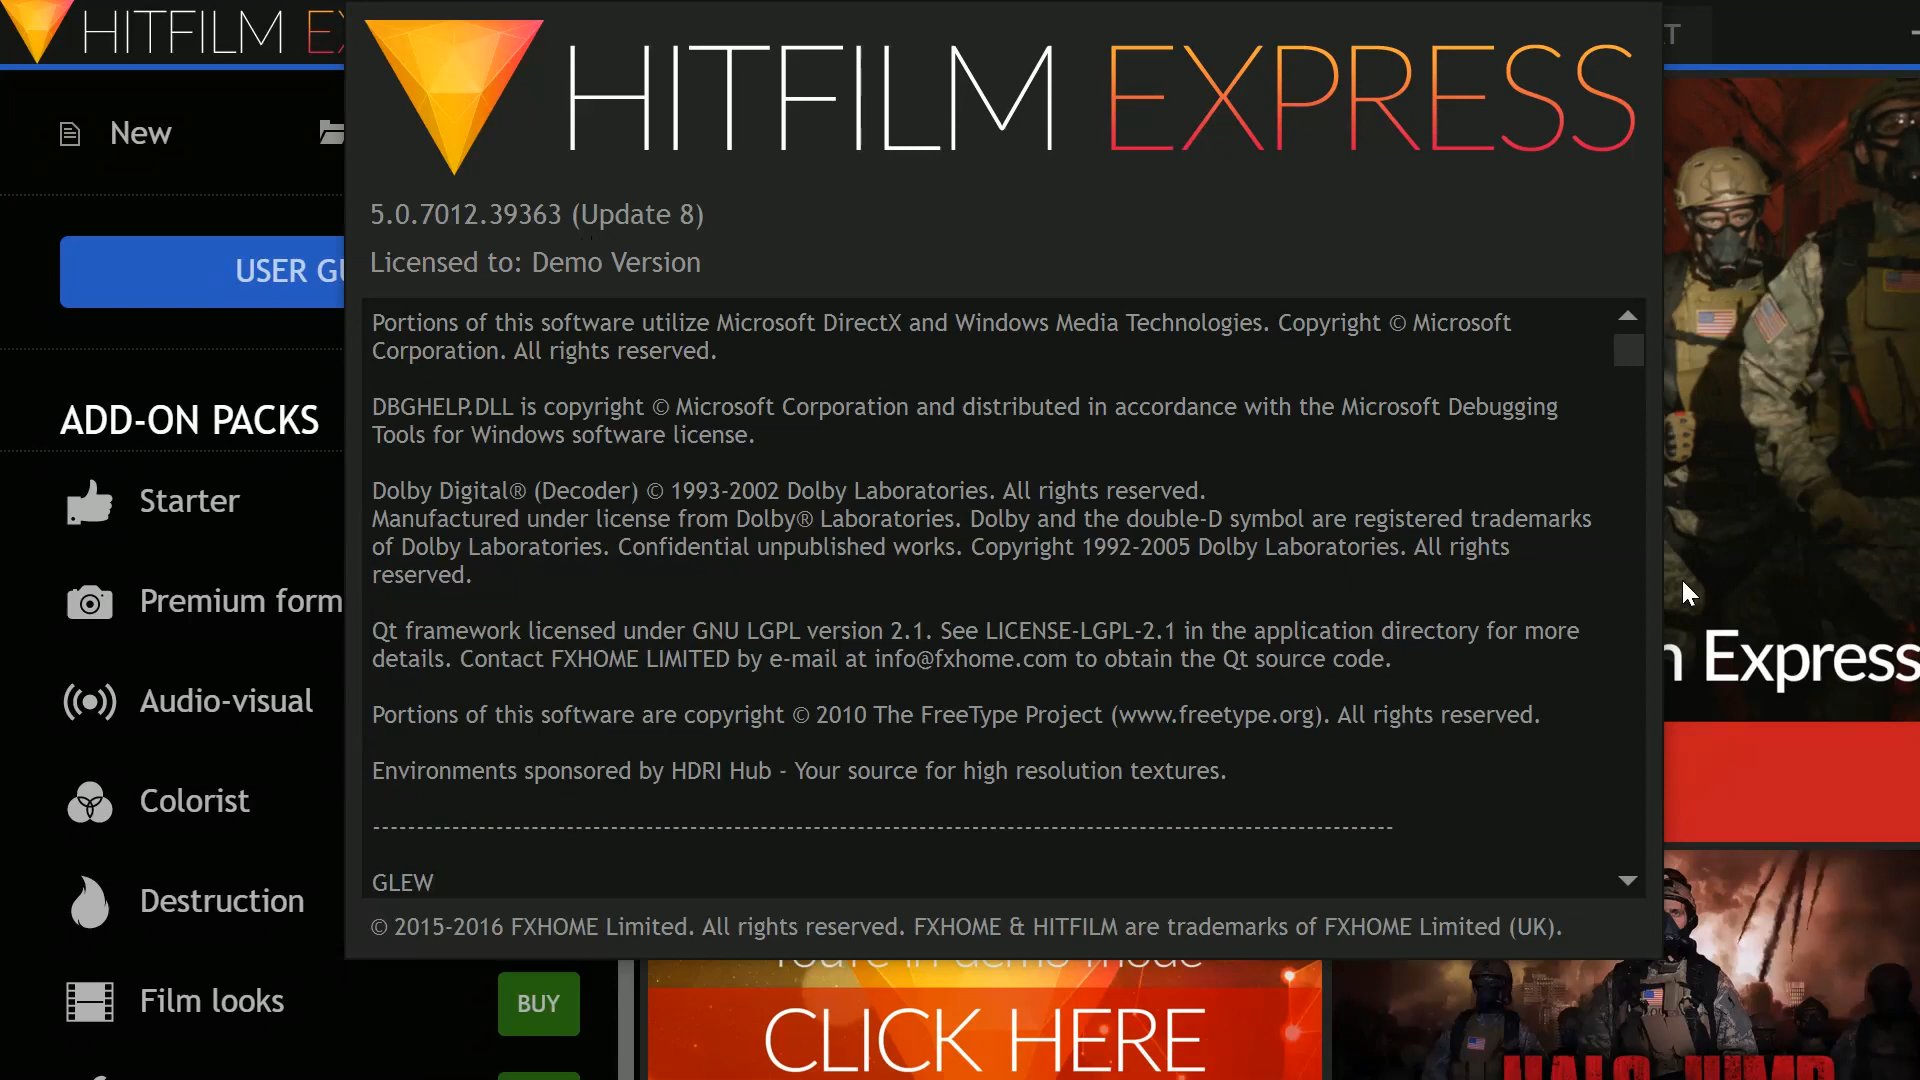 HITFILM
HITFILM EXPRESS
New
5.0.7012.39363 (Update 8)
Licensed to: Demo Version
USER
Portions of this software utilize Microsoft DirectX and Windows Media Technologies. Copyright © Microsoft
Corporation. All rights reserved.
DBGHELP.DLL is copyright © Microsoft Corporation and distributed in accordance with the Microsoft Debugging
Tools for Windows software license.
Dolby Digital® (Decoder) © 1993-2002 Dolby Laboratories. All rights reserved.
Manufactured under license from Dolby® Laboratories. Dolby and the double-D symbol are registered trademarks
of Dolby Laboratories. Confidential unpublished works. Copyright 1992-2005 Dolby Laboratories. All rights
reserved.
Qt framework licensed under GNU LGPL version 2.1. See LICENSE-LGPL-2.1 in the application directory for more
details. Contact FXHOME LIMITED by e-mail at info@fxhome.com to obtain the Qt source code.
Portions of this software are copyright © 2010 The FreeType Project (www.freetype.org). All rights reserved.
Environments sponsored by HDRI Hub - Your source for high resolution textures.
--------------------------------------------------------------------------------------------------------------------
GLEW
© 2015-2016 FXHOME Limited. All rights reserved. FXHOME & HITFILM are trademarks of FXHOME Limited (UK).
ADD-ON PACKS
Starter
Premium form
Audio-visual
Colorist
Destruction
Film looks
BUY
Express
You're in demo mode
CLICK HERE
HALO JUMP